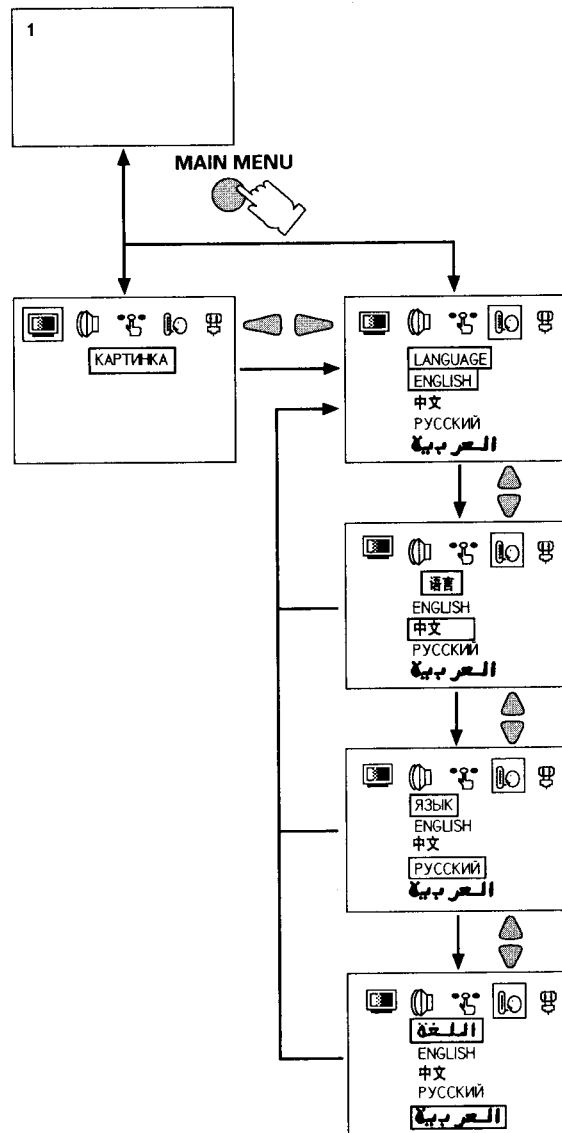 1
MAIN MENU
КАРТИНКА
LANGUAGE
ENGLISH
中文
РУССКИЙ
العربية
语言
ENGLISH
中文
РУССКИЙ
العربية
ЯЗЫК
ENGLISH
中文
РУССКИЙ
العربية
اللغة
ENGLISH
中文
РУССКИЙ
العربية